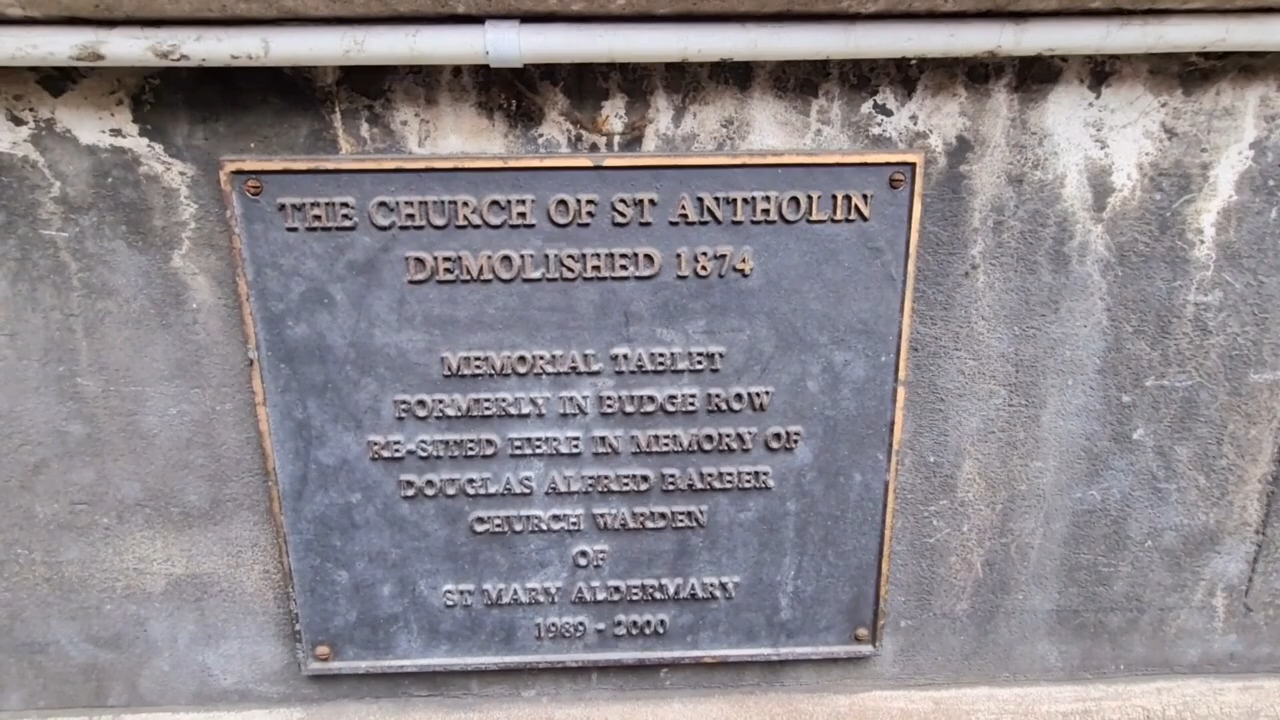 THE CHURCH OF ST ANTHOLIN
DEMOLISHED 1874
MEMORIAL TABLET
FORMERLY IN BUDGE ROW
RE-SITED HERE IN MEMORY OF
DOUGLAS ALFRED BARBER
CHURCH WARDEN
OF
ST MARY ALDERMARY
1989 - 2000